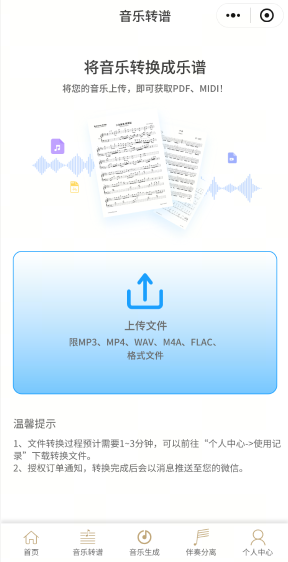 音乐转谱
将音乐转换成乐谱
将您的音乐上传，即可获取PDF、MIDI！
上传文件
限MP3、MP4、WAV、M4A、FLAC、
格式文件
温馨提示
1、文件转换过程预计需要1-3分钟，可以前往“个人中心->使用记
录”下载转换文件。
2、授权订单通知，转换完成后会以消息推送至您的微信。
首页 音乐转谱 音乐生成 伴奏分离 个人中心